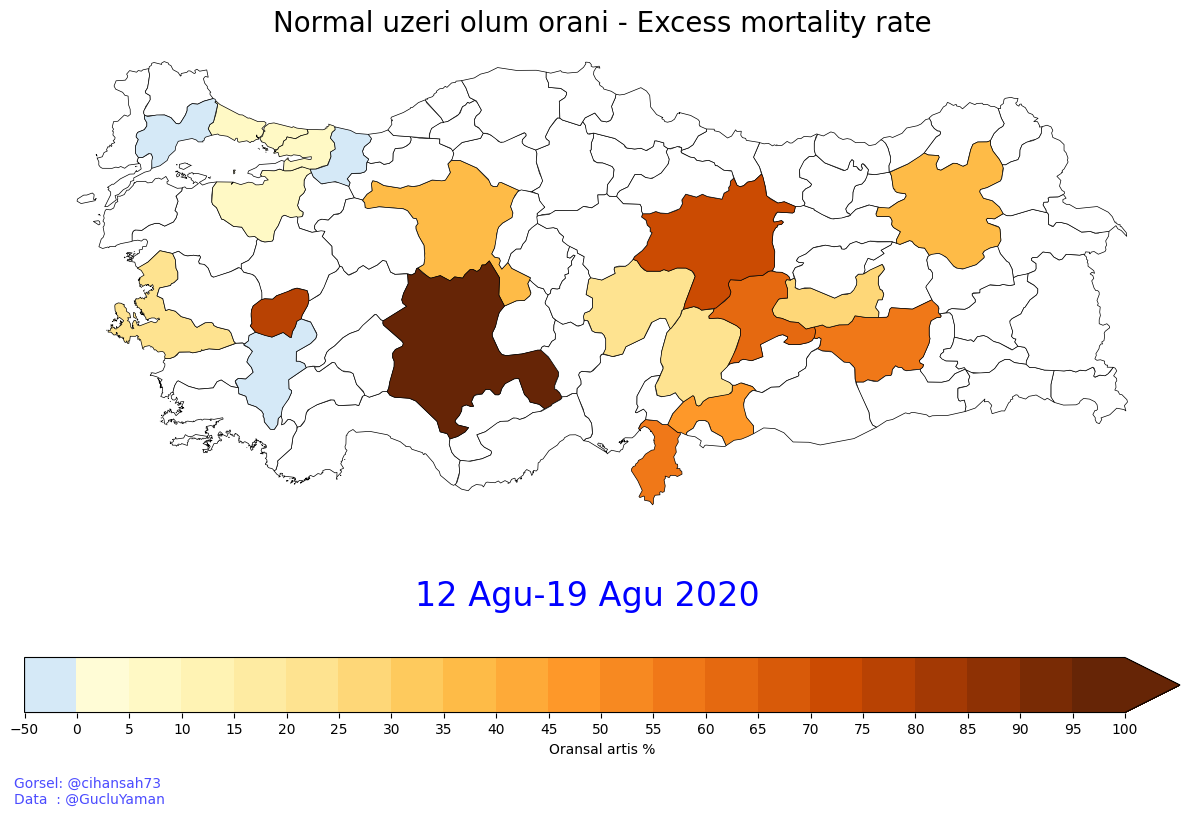 Normal uzeri olum orani - Excess mortality rate
12 Agu-19 Agu 2020
−50 0 5 10 15 20 25 30 35 40 45 50 55 60 65 70 75 80 85 90 95 100
Oransal artis %
Gorsel: @cihansah73
Data  : @GucluYaman